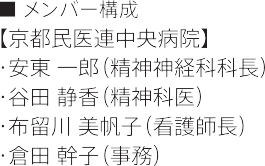 ■ メンバー構成
【京都民医連中央病院】
・安東 一郎(精神神経科科長)
・谷田 静香(精神科医)
・布留川 美帆子(看護師長)
・倉田 幹子(事務)